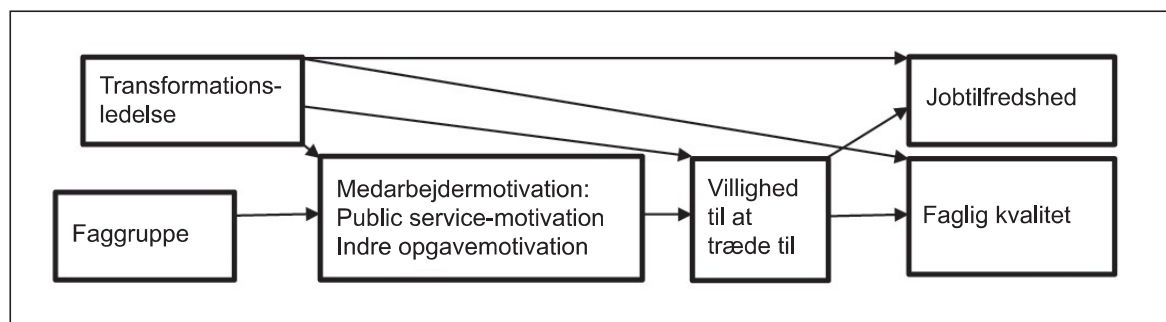 Transformations-
ledelse
Jobtilfredshed
Faggruppe
Medarbejdermotivation:
Public service-motivation
Indre opgavemotivation
Villighed
til at
træde til
Faglig kvalitet